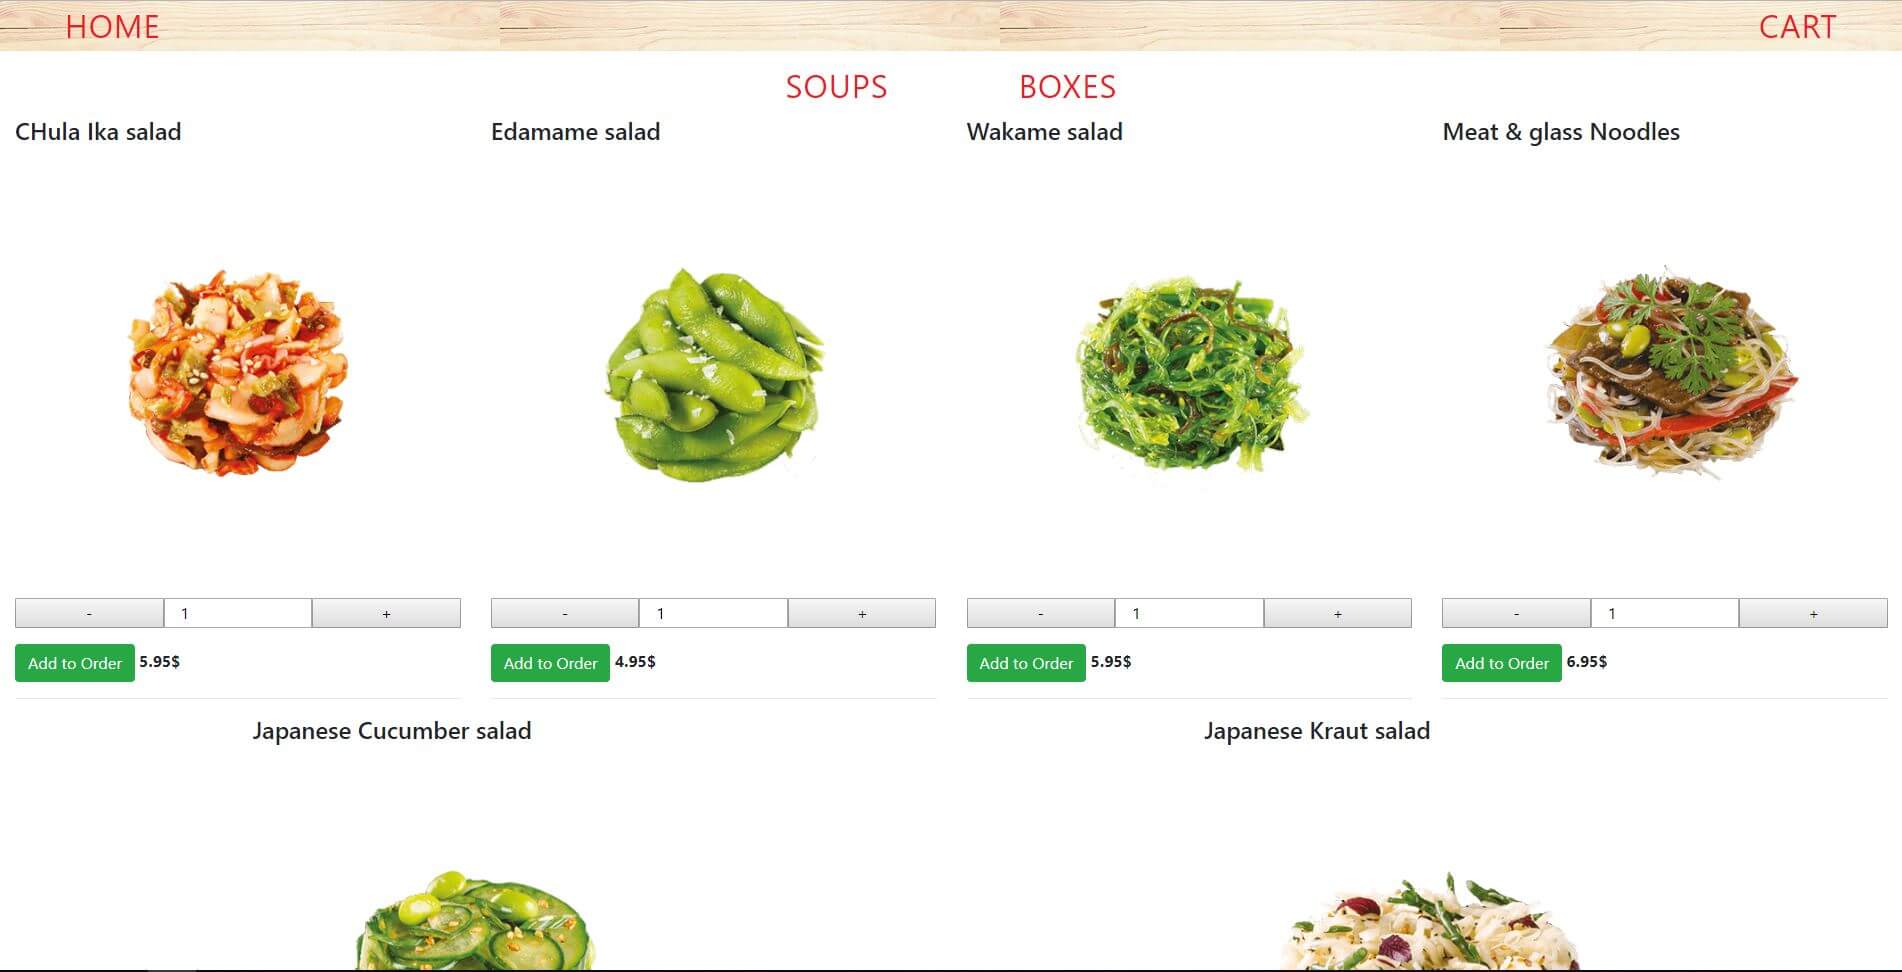 HOME CART
SOUPS BOXES
CHula Ika salad
Edamame salad
Wakame salad
Meat & glass Noodles
- 1 +
- 1 +
- 1 +
- 1 +
Add to Order 5.95$
Add to Order 4.95$
Add to Order 5.95$
Add to Order 6.95$
Japanese Cucumber salad
Japanese Kraut salad